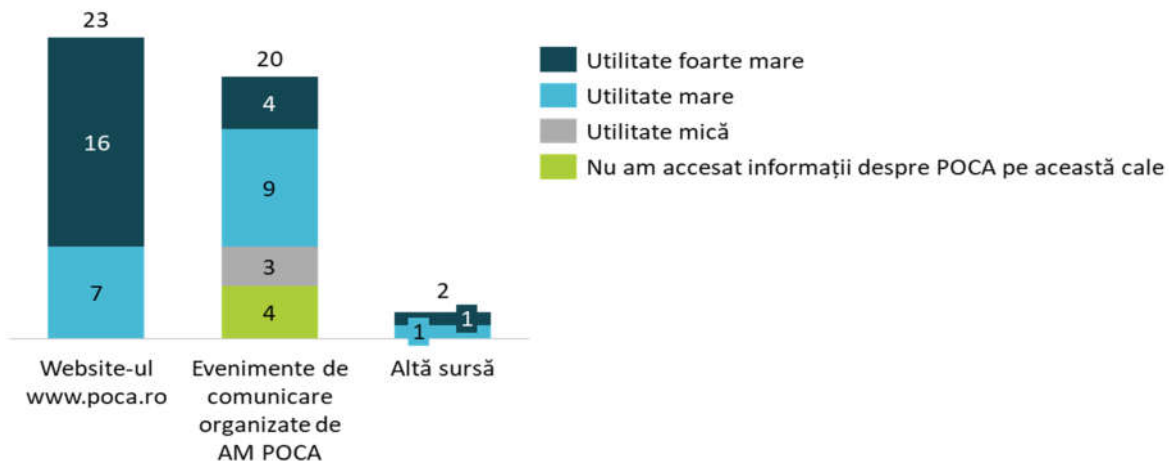 23
16
7
20
4
9
3
4
2
1
1
Utilitate foarte mare
Utilitate mare
Utilitate mică
Nu am accesat informații despre POCA pe această cale
Website-ul
www.poca.ro
Evenimente de
comunicare
organizate de
AM POCA
Altă sursă